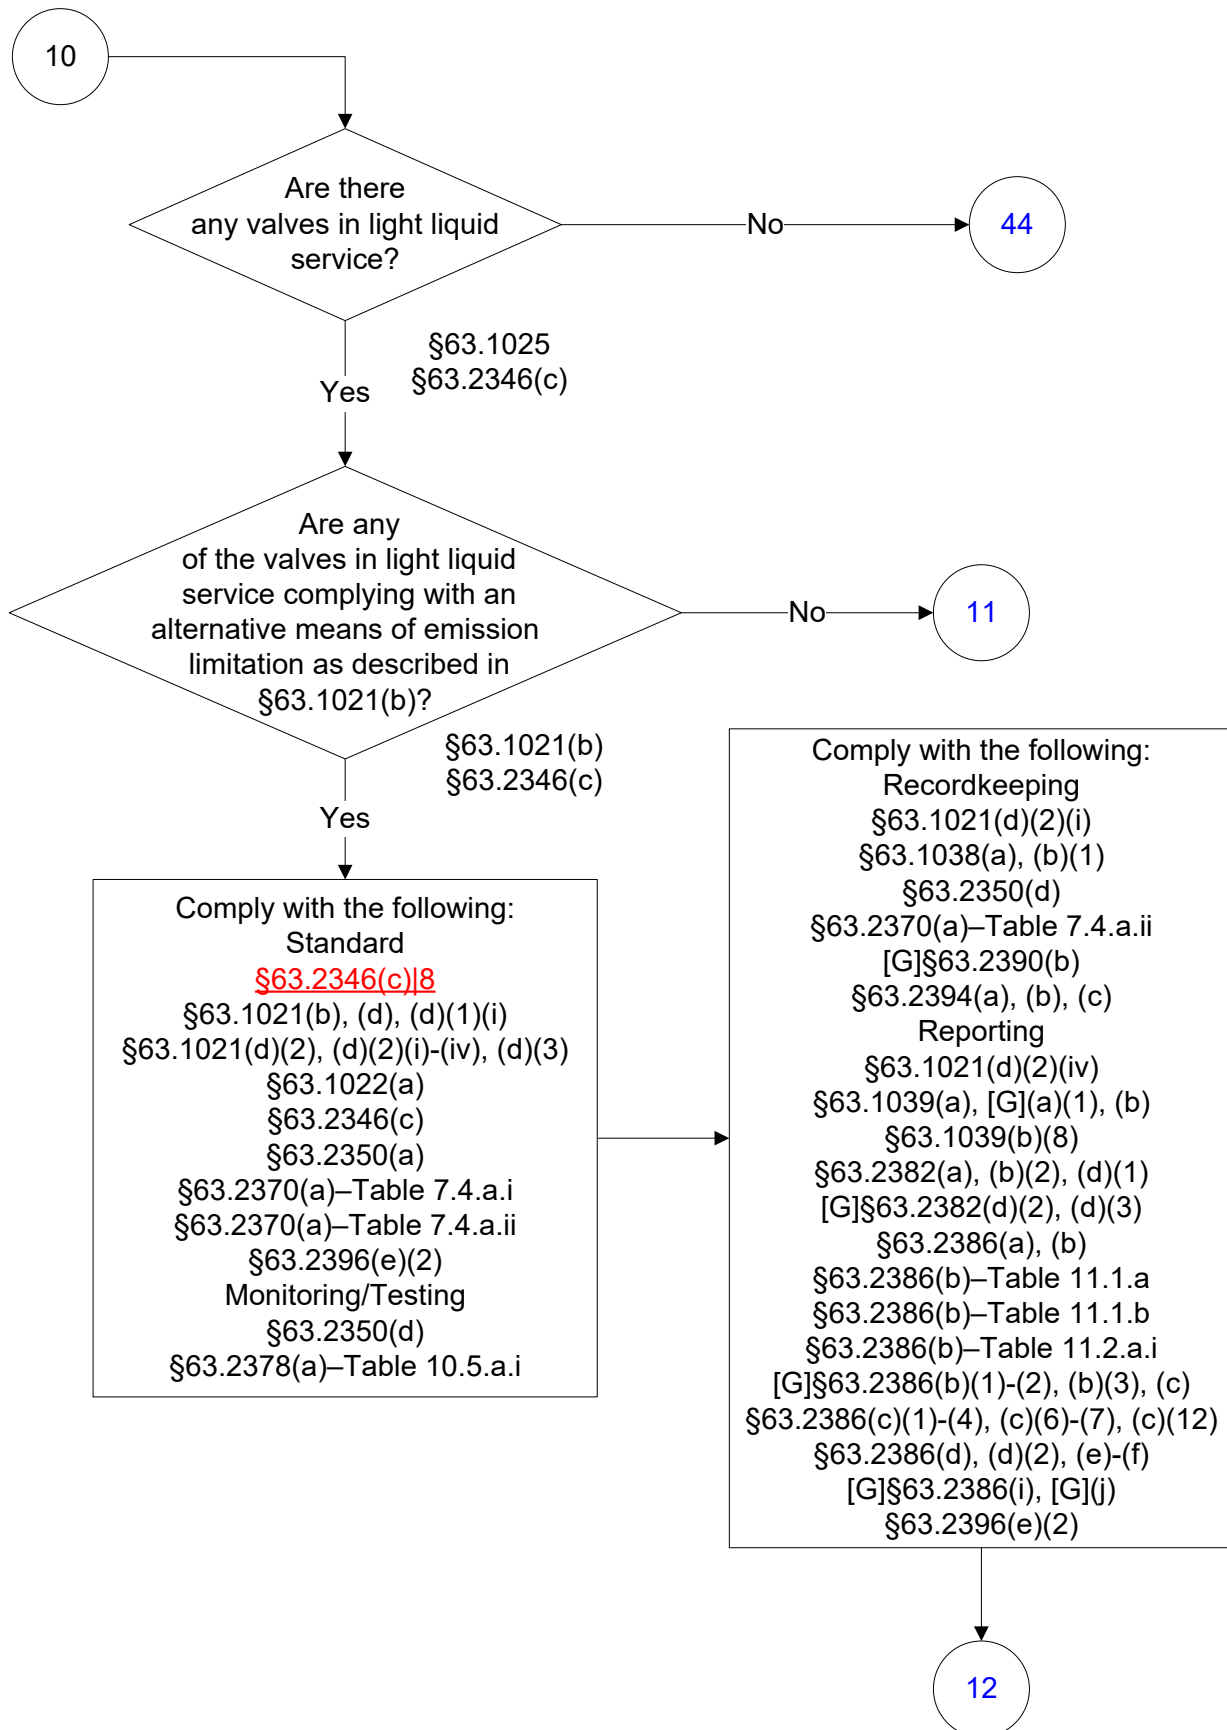 10
Are there
any valves in light liquid
service?
No
44
§63.1025
§63.2346(c)
Yes
Are any
of the valves in light liquid
service complying with an
alternative means of emission
limitation as described in
§63.1021(b)?
No
11
§63.1021(b)
§63.2346(c)
Yes
Comply with the following:
Standard
§63.2346(c)|8
§63.1021(b), (d), (d)(1)(i)
§63.1021(d)(2), (d)(2)(i)-(iv), (d)(3)
§63.1022(a)
§63.2346(c)
§63.2350(a)
§63.2370(a)–Table 7.4.a.i
§63.2370(a)–Table 7.4.a.ii
§63.2396(e)(2)
Monitoring/Testing
§63.2350(d)
§63.2378(a)–Table 10.5.a.i
Comply with the following:
Recordkeeping
§63.1021(d)(2)(i)
§63.1038(a), (b)(1)
§63.2350(d)
§63.2370(a)–Table 7.4.a.ii
[G]§63.2390(b)
§63.2394(a), (b), (c)
Reporting
§63.1021(d)(2)(iv)
§63.1039(a), [G](a)(1), (b)
§63.1039(b)(8)
§63.2382(a), (b)(2), (d)(1)
[G]§63.2382(d)(2), (d)(3)
§63.2386(a), (b)
§63.2386(b)–Table 11.1.a
§63.2386(b)–Table 11.1.b
§63.2386(b)–Table 11.2.a.i
[G]§63.2386(b)(1)-(2), (b)(3), (c)
§63.2386(c)(1)-(4), (c)(6)-(7), (c)(12)
§63.2386(d), (d)(2), (e)-(f)
[G]§63.2386(i), [G](j)
§63.2396(e)(2)
12